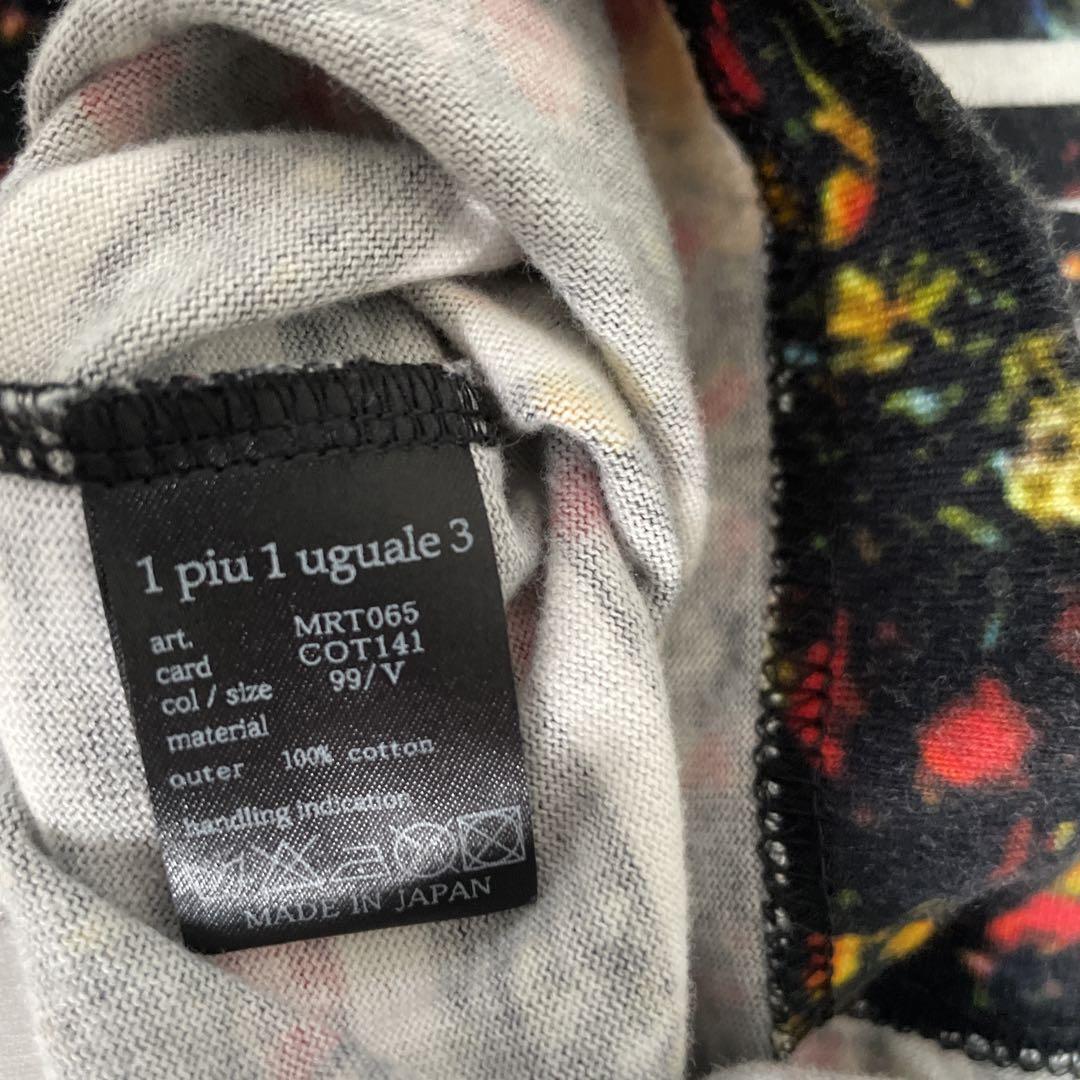 1 piu 1 uguale 3
art. MRT065
card COT141
col / size 99/V
material
outer 100% cotton
handling indication
MADE IN JAPAN